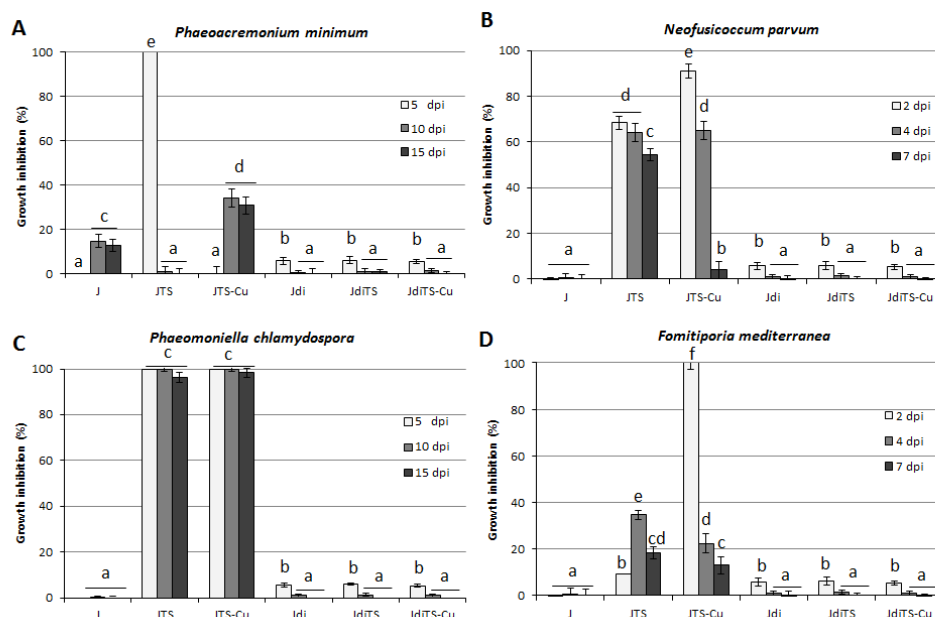 A
Phaeoacremonium minimum
Growth inhibition (%)
100
80
60
40
20
0
e
c
d
a
a
a
b
a
b
a
b
a
5 dpi
10 dpi
15 dpi
J
JTS
JTS-Cu
Jdi
JdiTS
JdiTS-Cu
B
Neofusicoccum parvum
Growth inhibition (%)
100
80
60
40
20
0
a
d
c
e
d
c
b
a
b
a
b
a
2 dpi
4 dpi
7 dpi
J
JTS
JTS-Cu
Jdi
JdiTS
JdiTS-Cu
C
Phaeomoniella chlamydospora
Growth inhibition (%)
100
80
60
40
20
0
a
c
c
b
a
b
a
b
a
5 dpi
10 dpi
15 dpi
J
JTS
JTS-Cu
Jdi
JdiTS
JdiTS-Cu
D
Fomitiporia mediterranea
Growth inhibition (%)
100
80
60
40
20
0
a
b
e
cd
f
d
c
b
a
b
a
b
a
2 dpi
4 dpi
7 dpi
J
JTS
JTS-Cu
Jdi
JdiTS
JdiTS-Cu